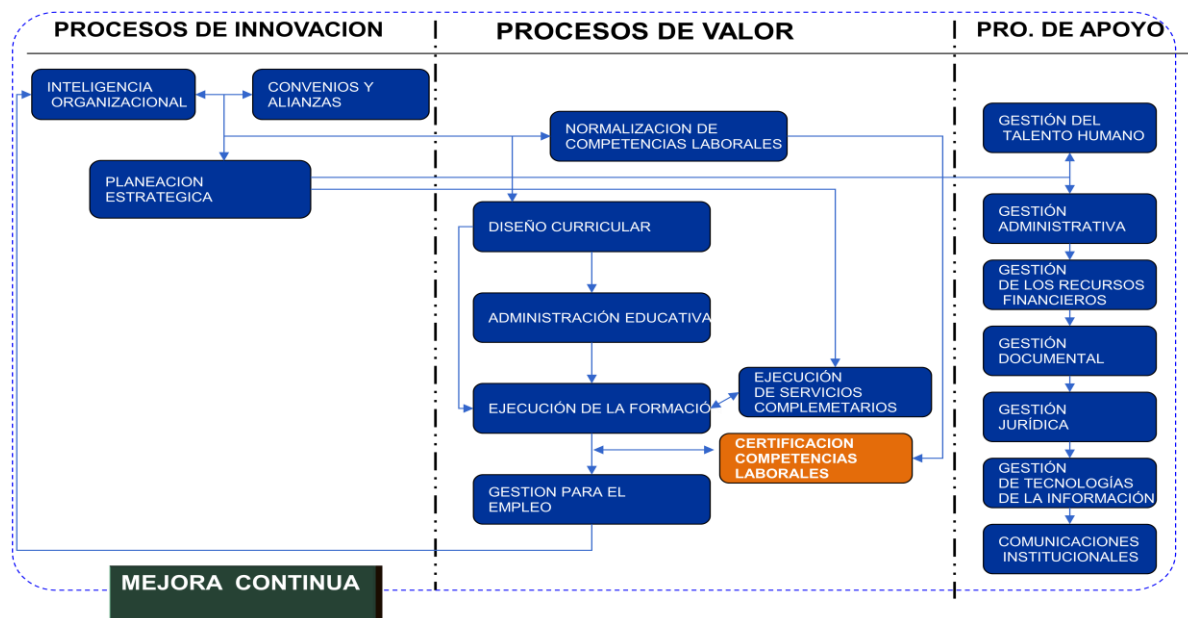 PROCESOS DE INNOVACION
PROCESOS DE VALOR
PRO. DE APOYO
INTELIGENCIA
ORGANIZACIONAL
CONVENIOS Y
ALIANZAS
PLANEACION
ESTRATEGICA
NORMALIZACION DE
COMPETENCIAS LABORALES
DISEÑO CURRICULAR
ADMINISTRACIÓN EDUCATIVA
EJECUCIÓN DE LA FORMACIÓ
EJECUCIÓN
DE SERVICIOS
COMPLEMETARIOS
CERTIFICACION
COMPETENCIAS
LABORALES
GESTION PARA EL
EMPLEO
GESTIÓN DEL
TALENTO HUMANO
GESTIÓN
ADMINISTRATIVA
GESTIÓN
DE LOS RECURSOS
FINANCIEROS
GESTIÓN
DOCUMENTAL
GESTIÓN
JURÍDICA
GESTIÓN
DE TECNOLOGÍAS
DE LA INFORMACIÓN
COMUNICACIONES
INSTITUCIONALES
MEJORA CONTINUA